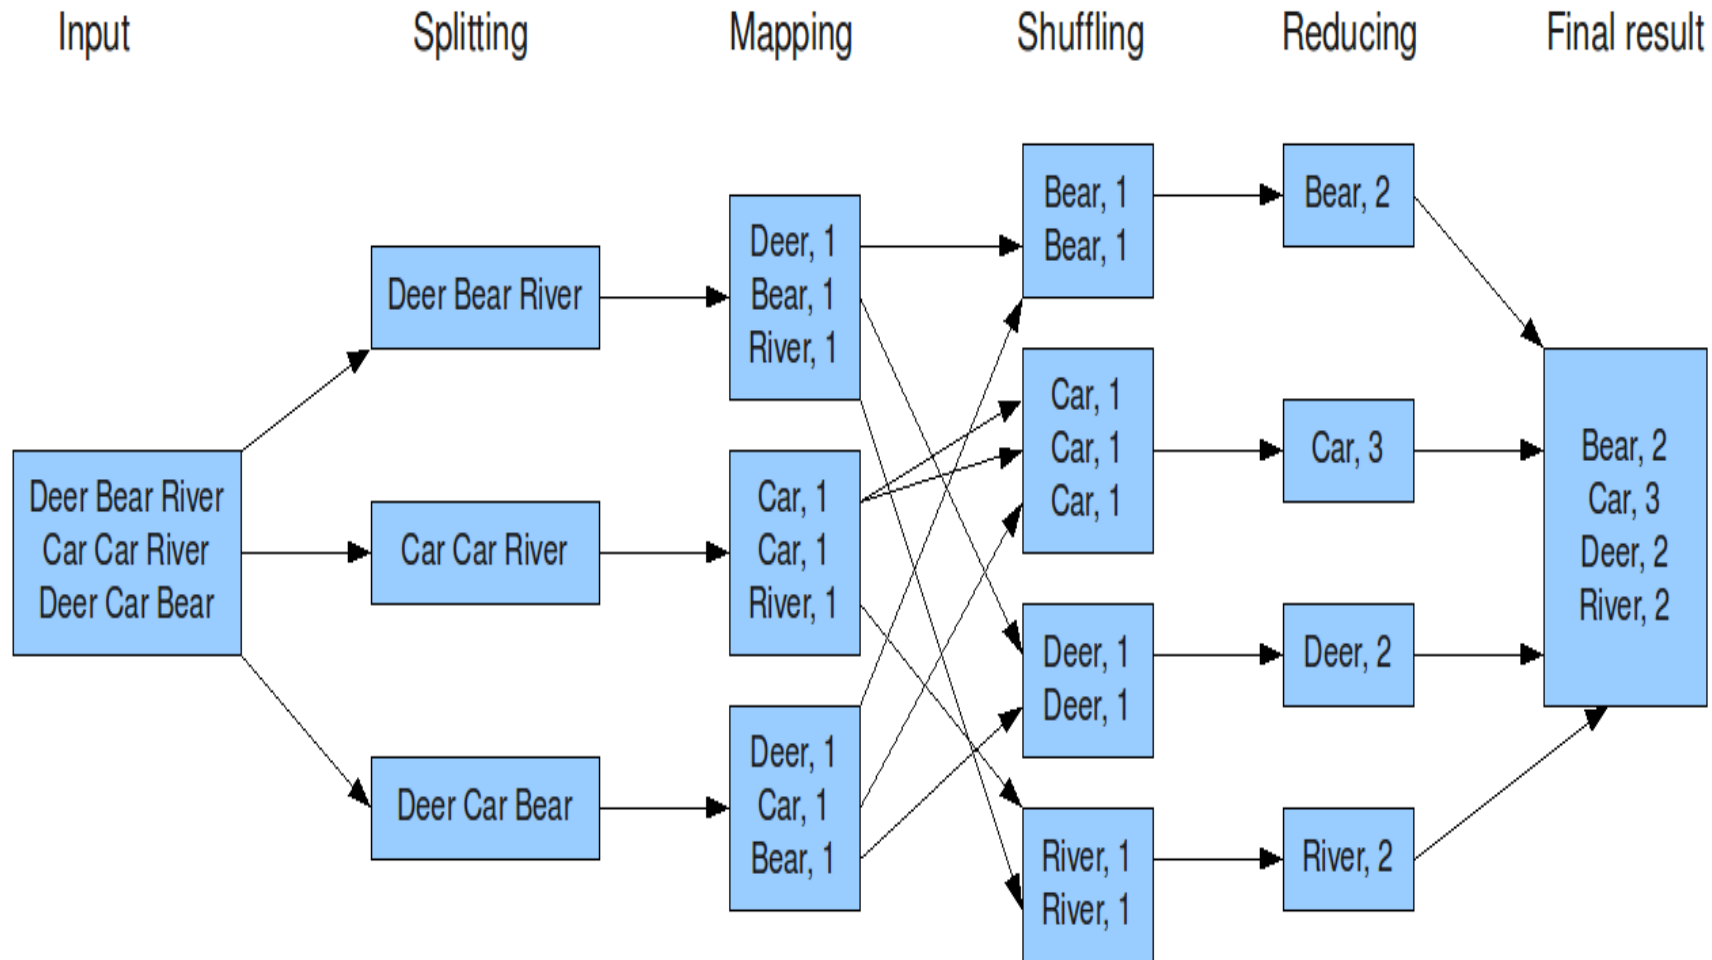 Input
Splitting
Mapping
Shuffling
Reducing
Final result
Deer Bear River
Car Car River
Deer Car Bear
Deer Bear River
Car Car River
Deer Car Bear
Deer, 1
Bear, 1
River, 1
Car, 1
Car, 1
River, 1
Deer, 1
Car, 1
Bear, 1
Bear, 1
Bear, 1
Car, 1
Car, 1
Car, 1
Deer, 1
Deer, 1
River, 1
River, 1
Bear, 2
Car, 3
Deer, 2
River, 2
Bear, 2
Car, 3
Deer, 2
River, 2